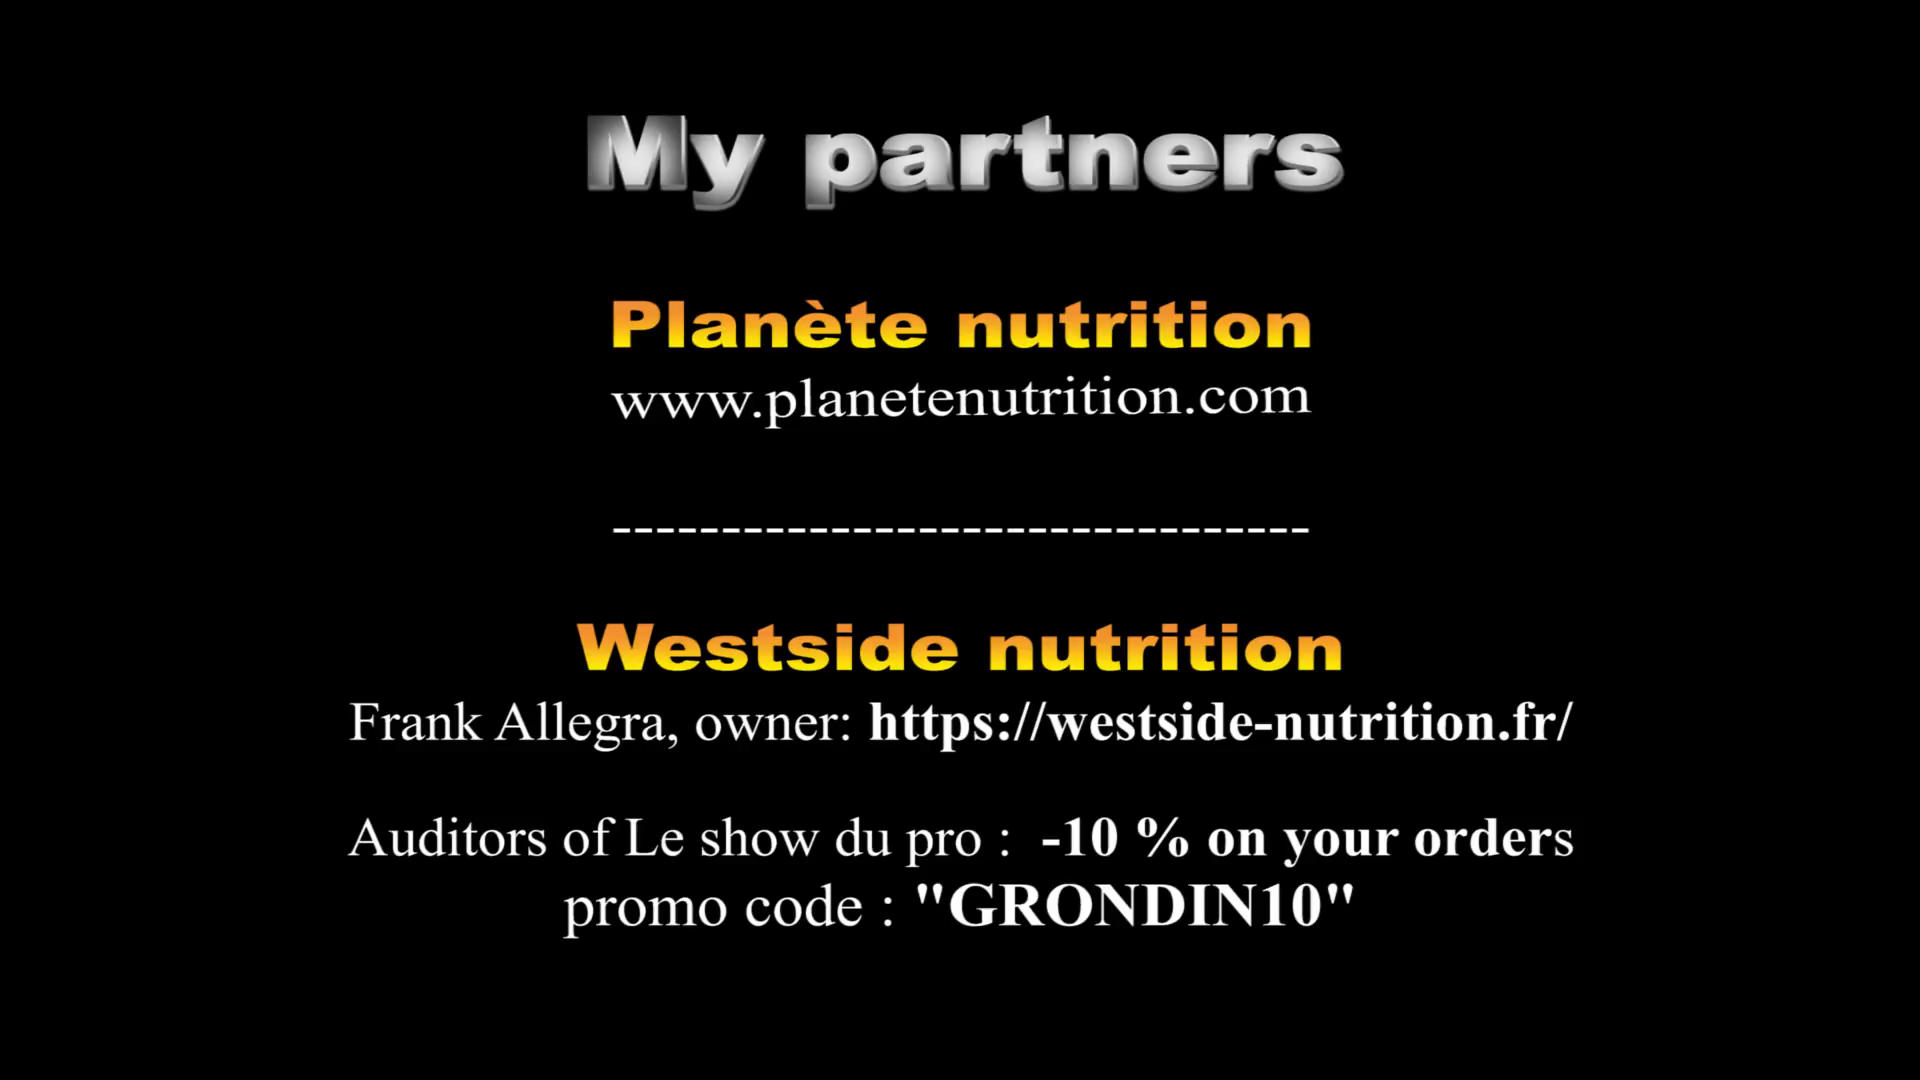 My partners
Planète nutrition
www.planetenutrition.com
--------------------------------
Westside nutrition
Frank Allegra, owner: https://westside-nutrition.fr/
Auditors of Le show du pro : -10 % on your orders
promo code : "GRONDIN10"